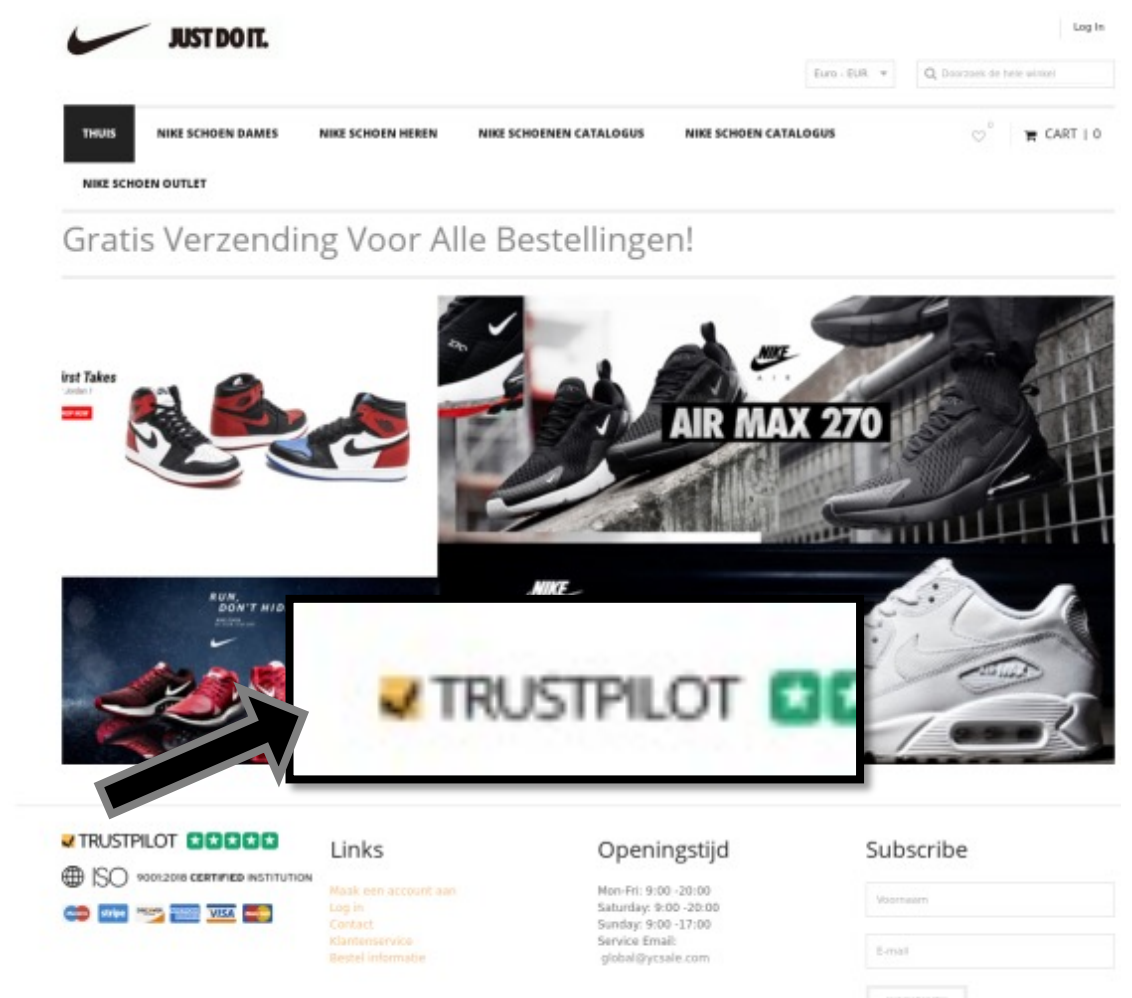 JUST DO IT.
Log In
Euro - EUR
Doorzoek de hele winkel
THUIS
NIKE SCHOEN DAMES
NIKE SCHOEN HEREN
NIKE SCHOENEN CATALOGUS
NIKE SCHOEN CATALOGUS
0
CART | 0
NIKE SCHOEN OUTLET
Gratis Verzending Voor Alle Bestellingen!
irst Takes
NIKE
AIR
AIR MAX 270
RUN,
DON'T HID
NIKE
TRUSTPILOT
TRUSTPILOT
ISO 9001:2018 CERTIFIED INSTITUTION
stripe
VISA
Links
Maak een account aan
Log in
Contact
Klantenservice
Bestel informatie
Openingstijd
Mon-Fri: 9:00 -20:00
Saturday: 9:00 -20:00
Sunday: 9:00 -17:00
Service Email:
global@ycsale.com
Subscribe
Voornaam
E-mail